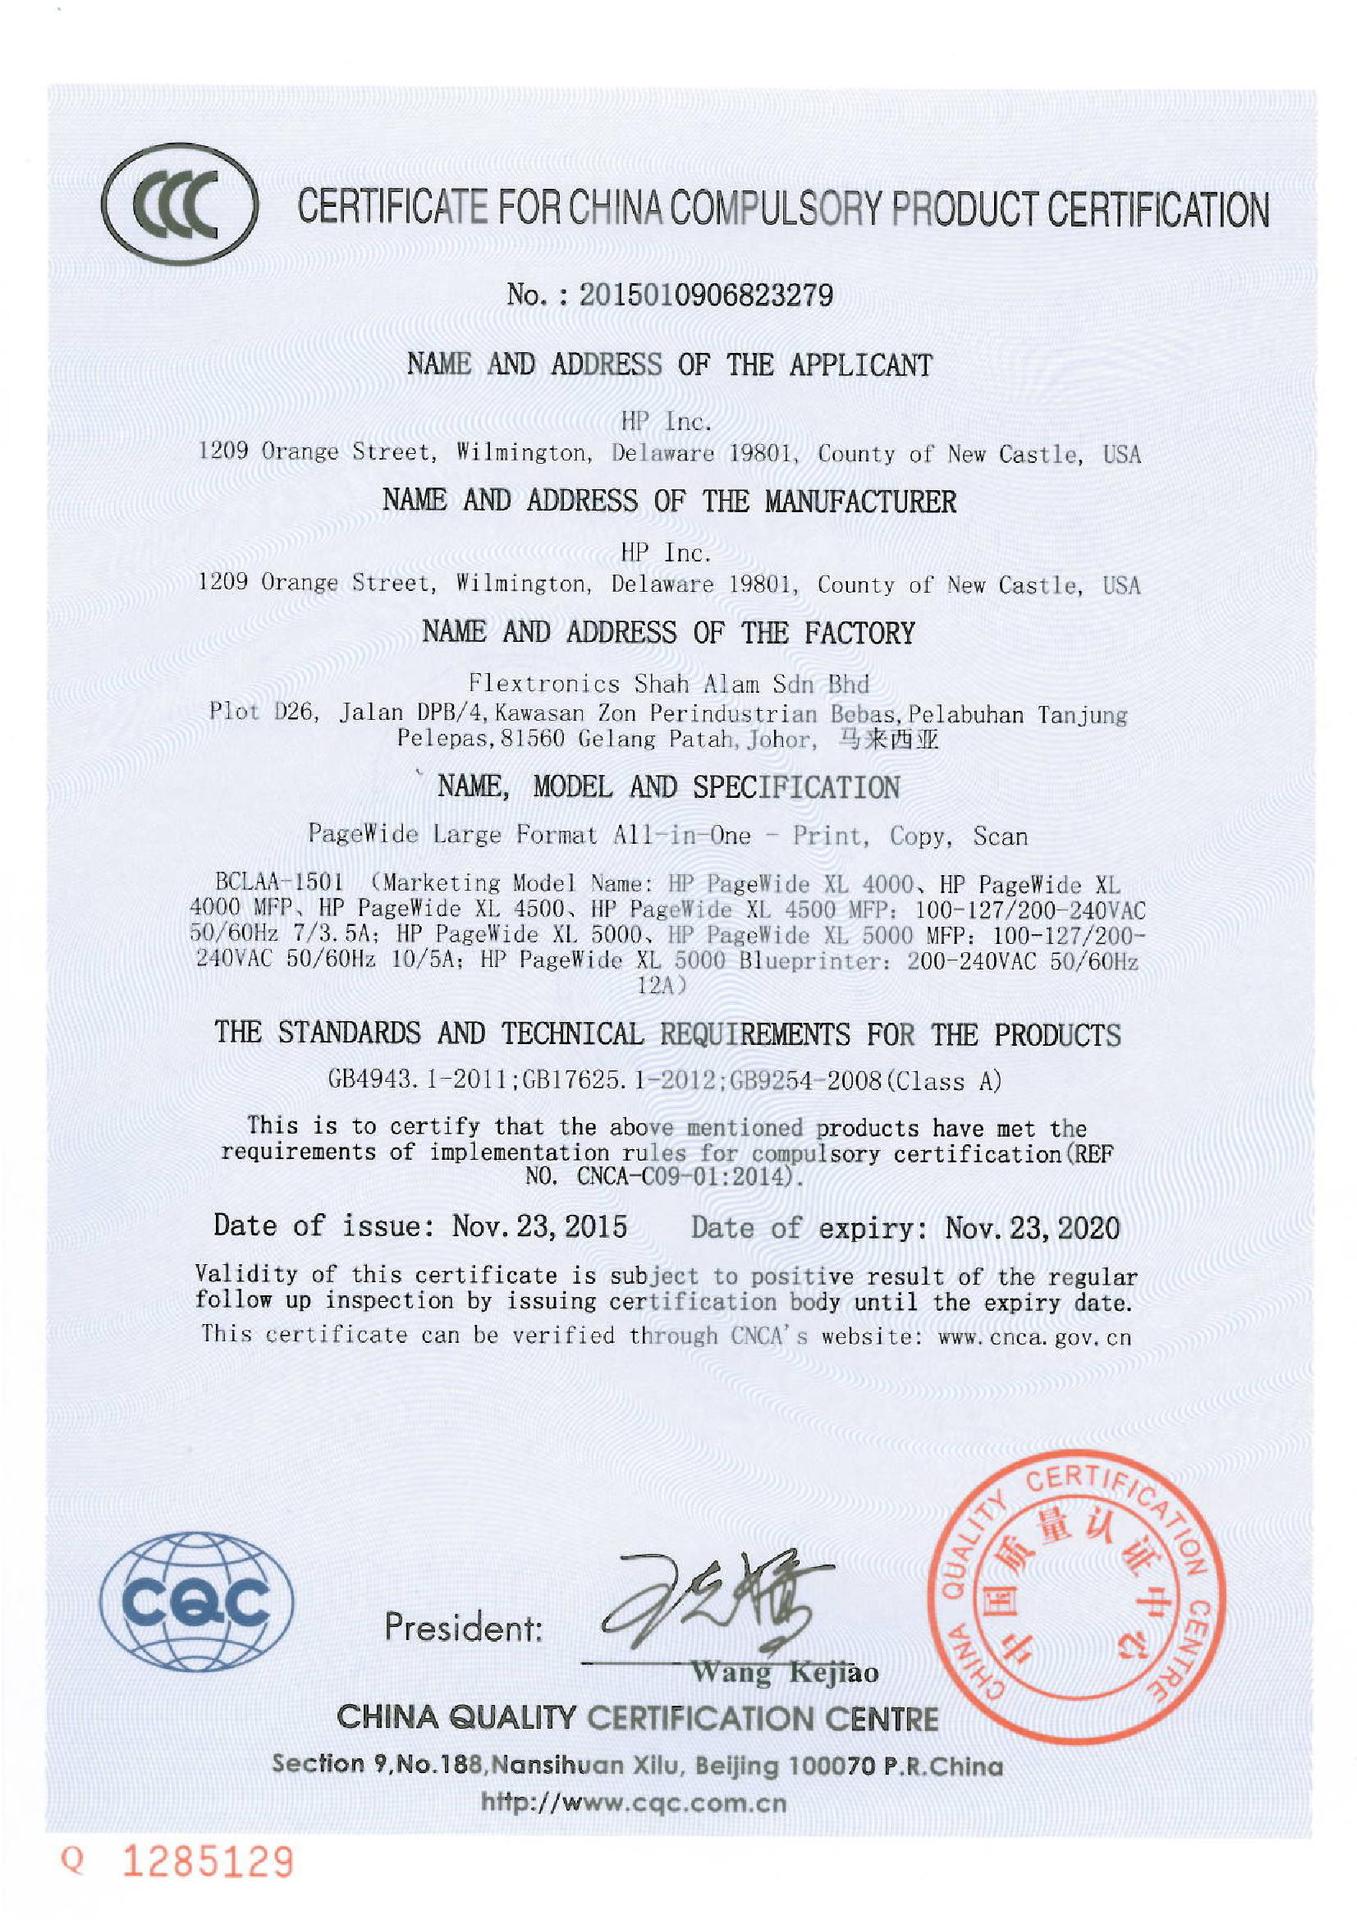 CCC
CERTIFICATE FOR CHINA COMPULSORY PRODUCT CERTIFICATION
No. : 2015010906823279
NAME AND ADDRESS OF THE APPLICANT
HP Inc.
1209 Orange Street, Wilmington, Delaware 19801, County of New Castle, USA
NAME AND ADDRESS OF THE MANUFACTURER
HP Inc.
1209 Orange Street, Wilmington, Delaware 19801, County of New Castle, USA
NAME AND ADDRESS OF THE FACTORY
Flextronics Shah Alam Sdn Bhd
Plot D26, Jalan DPB/4, Kawasan Zon Perindustrian Bebas, Pelabuhan Tanjung
Pelepas, 81560 Gelang Patah, Johor, 马来西亚
NAME, MODEL AND SPECIFICATION
PageWide Large Format All-in-One - Print, Copy, Scan
BCLAA-1501 (Marketing Model Name: HP PageWide XL 4000、HP PageWide XL
4000 MFP、HP PageWide XL 4500、HP PageWide XL 4500 MFP: 100-127/200-240VAC
50/60Hz 7/3.5A; HP PageWide XL 5000、HP PageWide XL 5000 MFP: 100-127/200-
240VAC 50/60Hz 10/5A; HP PageWide XL 5000 Blueprinter: 200-240VAC 50/60Hz
12A)
THE STANDARDS AND TECHNICAL REQUIREMENTS FOR THE PRODUCTS
GB4943.1-2011;GB17625.1-2012;GB9254-2008(Class A)
This is to certify that the above mentioned products have met the
requirements of implementation rules for compulsory certification(REF
NO. CNCA-C09-01:2014).
Date of issue: Nov. 23, 2015 Date of expiry: Nov. 23, 2020
Validity of this certificate is subject to positive result of the regular
follow up inspection by issuing certification body until the expiry date.
This certificate can be verified through CNCA's website: www.cnca.gov.cn
CQC
President:
王克娇
Wang Kejiao
CHINA QUALITY CERTIFICATION CENTRE
中国质量认证中心
CHINA QUALITY CERTIFICATION CENTRE
Section 9,No.188,Nansihuan Xilu, Beijing 100070 P.R.China
http://www.cqc.com.cn
Q 1285129